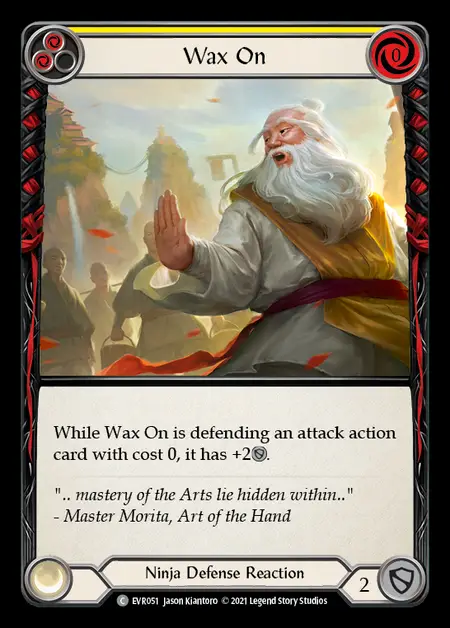 Wax On
0
While Wax On is defending an attack action
card with cost 0, it has +2.
".. mastery of the Arts lie hidden within.."
- Master Morita, Art of the Hand
Ninja Defense Reaction
2
C EVR051 Jason Kiantoro © 2021 Legend Story Studios